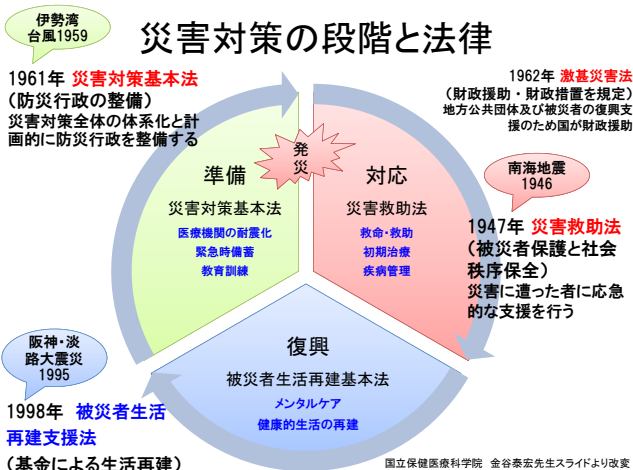 伊勢湾
台風1959
災害対策の段階と法律
1961年 災害対策基本法
（防災行政の整備）
災害対策全体の体系化と計
画的に防災行政を整備する
1962年 激甚災害法
（財政援助・財政措置を規定）
地方公共団体及び被災者の復興支
援のため国が財政援助
発
災
準備
災害対策基本法
医療機関の耐震化
緊急時備蓄
教育訓練
対応
災害救助法
救命・救助
初期治療
疾病管理
南海地震
1946
1947年 災害救助法
（被災者保護と社会
秩序保全）
災害に遭った者に応急
的な支援を行う
復興
被災者生活再建基本法
メンタルケア
健康的生活の再建
阪神・淡
路大震災
1995
1998年 被災者生活
再建支援法
（基金による生活再建）
国立保健医療科学院 金谷泰宏先生スライドより改変